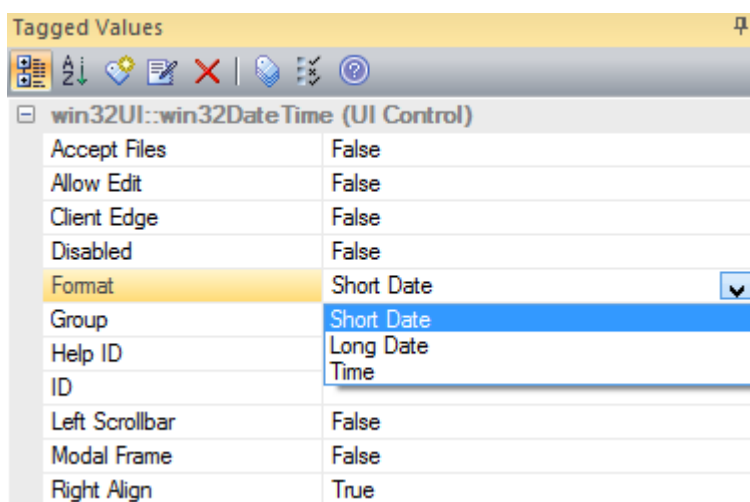 Tagged Values
win32UI::win32DateTime (UI Control)
Accept Files False
Allow Edit False
Client Edge False
Disabled False
Format Short Date
Group Short Date
Help ID Long Date
Time
ID
Left Scrollbar False
Modal Frame False
Right Align True